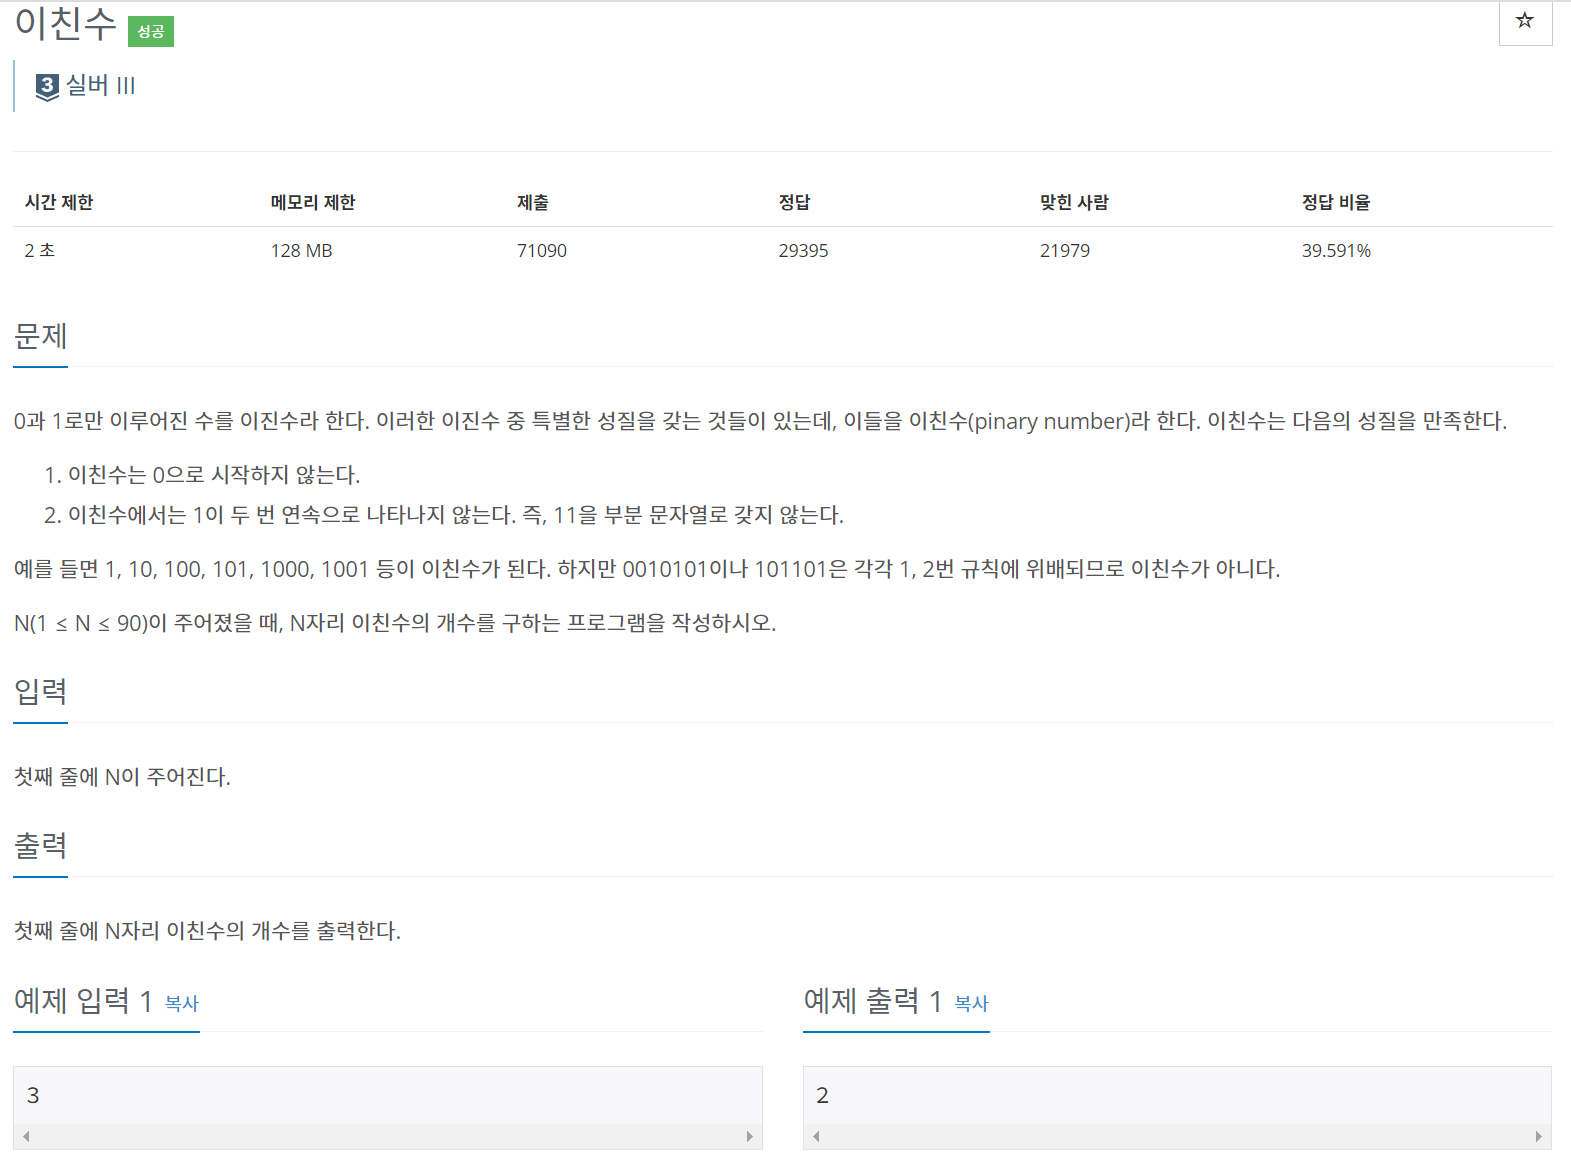 이친수 성공
☆
3 실버 III
시간 제한 메모리 제한 제출 정답 맞힌 사람 정답 비율
2 초 128 MB 71090 29395 21979 39.591%
문제
0과 1로만 이루어진 수를 이진수라 한다. 이러한 이진수 중 특별한 성질을 갖는 것들이 있는데, 이들을 이친수(pinary number)라 한다. 이친수는 다음의 성질을 만족한다.
1. 이친수는 0으로 시작하지 않는다.
2. 이친수에서는 1이 두 번 연속으로 나타나지 않는다. 즉, 11을 부분 문자열로 갖지 않는다.
예를 들면 1, 10, 100, 101, 1000, 1001 등이 이친수가 된다. 하지만 0010101이나 101101은 각각 1, 2번 규칙에 위배되므로 이친수가 아니다.
N(1 ≤ N ≤ 90)이 주어졌을 때, N자리 이친수의 개수를 구하는 프로그램을 작성하시오.
입력
첫째 줄에 N이 주어진다.
출력
첫째 줄에 N자리 이친수의 개수를 출력한다.
예제 입력 1 복사
3
예제 출력 1 복사
2